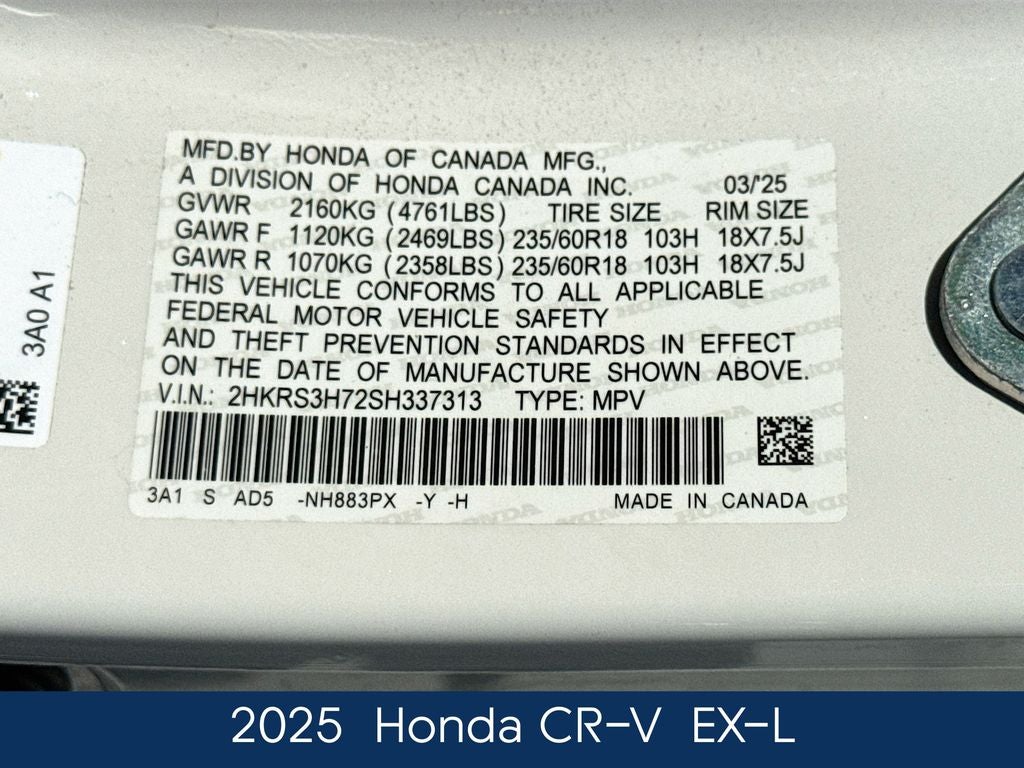 MFD.BY HONDA OF CANADA MFG.,
A DIVISION OF HONDA CANADA INC. 03/'25
GVWR 2160KG (4761LBS) TIRE SIZE RIM SIZE
GAWR F 1120KG (2469LBS) 235/60R18 103H 18X7.5J
GAWR R 1070KG (2358LBS) 235/60R18 103H 18X7.5J
THIS VEHICLE CONFORMS TO ALL APPLICABLE
FEDERAL MOTOR VEHICLE SAFETY
AND THEFT PREVENTION STANDARDS IN EFFECT
ON THE DATE OF MANUFACTURE SHOWN ABOVE.
V.I.N.: 2HKRS3H72SH337313 TYPE: MPV
3A1 S AD5 -NH883PX -Y -H MADE IN CANADA
3A0 A1
2025 Honda CR-V EX-L